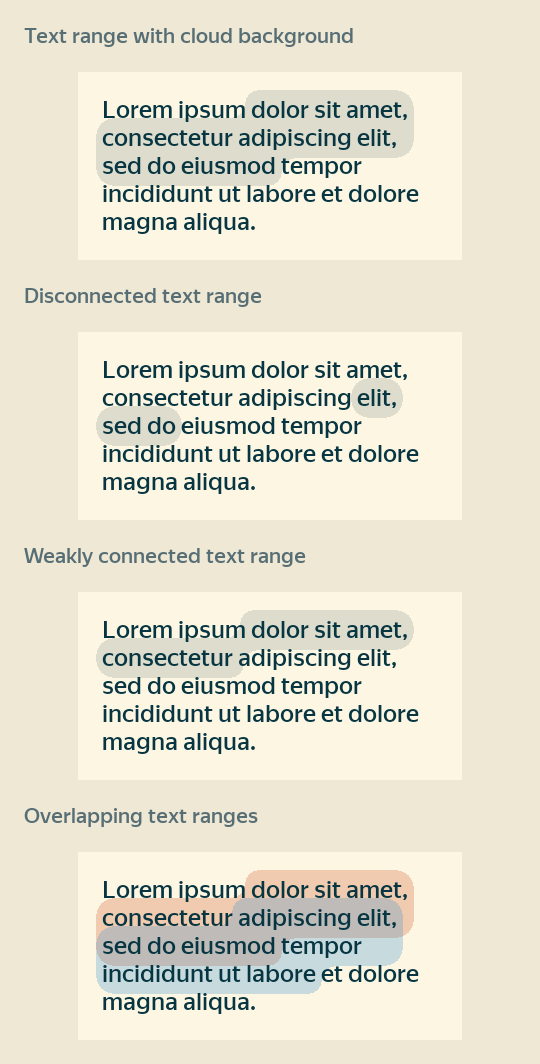 Text range with cloud background
Lorem ipsum dolor sit amet,
consectetur adipiscing elit,
sed do eiusmod tempor
incididunt ut labore et dolore
magna aliqua.
Disconnected text range
Lorem ipsum dolor sit amet,
consectetur adipiscing elit,
sed do eiusmod tempor
incididunt ut labore et dolore
magna aliqua.
Weakly connected text range
Lorem ipsum dolor sit amet,
consectetur adipiscing elit,
sed do eiusmod tempor
incididunt ut labore et dolore
magna aliqua.
Overlapping text ranges
Lorem ipsum dolor sit amet,
consectetur adipiscing elit,
sed do eiusmod tempor
incididunt ut labore et dolore
magna aliqua.